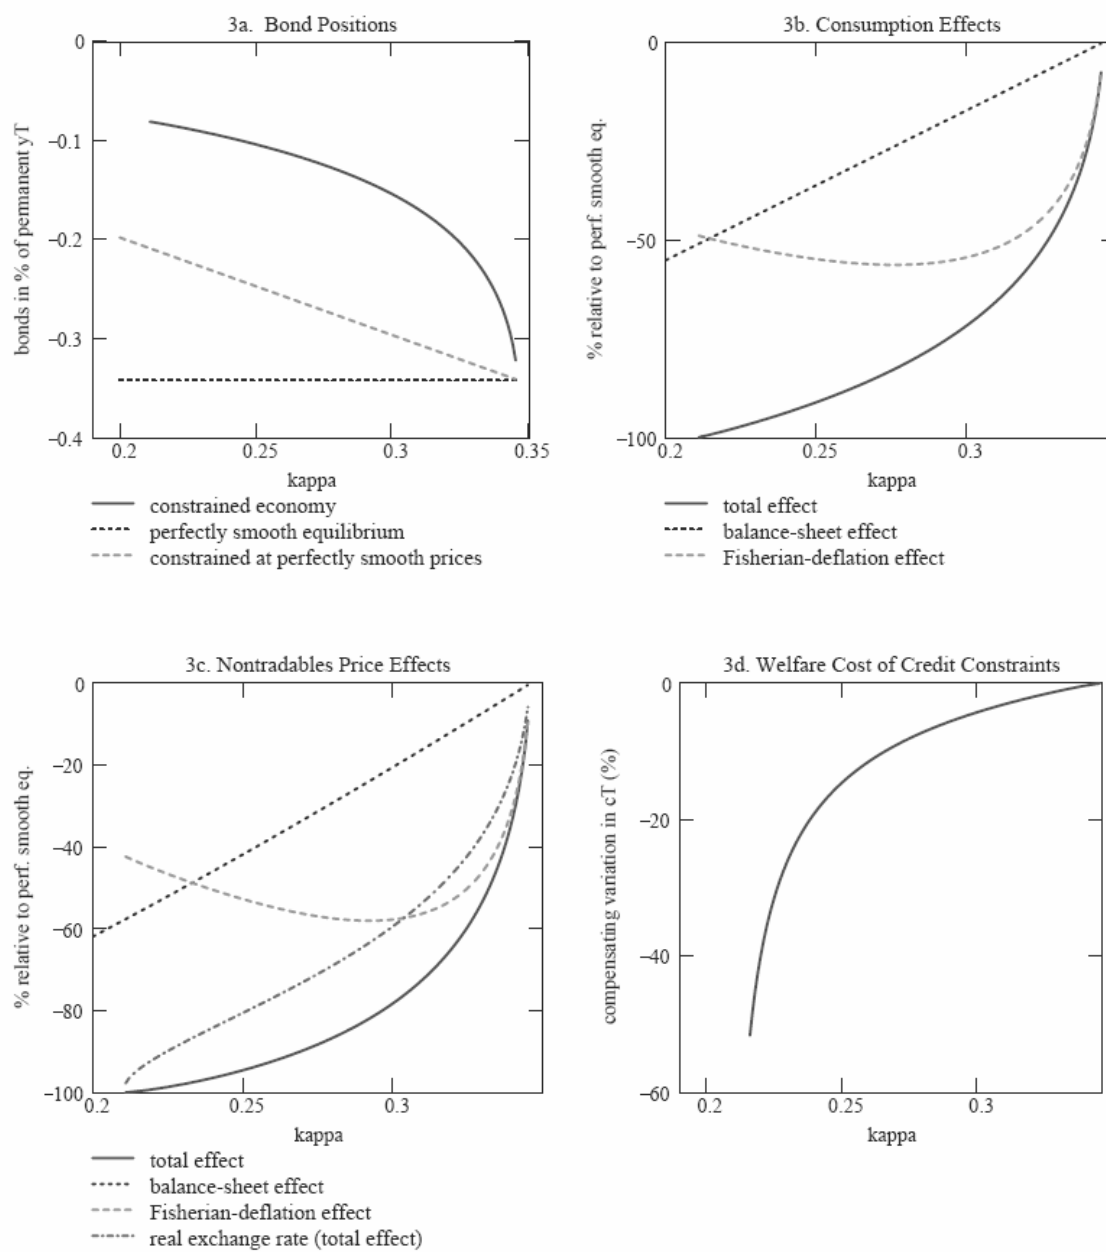 3a. Bond Positions
0
−0.1
−0.2
−0.3
−0.4
bonds in % of pemanent yT
0.2 0.25 0.3 0.35
kappa
constrained economy
perfectly smooth equilibrium
constrained at perfectly smooth prices
3b. Consumption Effects
0
−50
−100
% relative to perf. smooth eq.
0.2 0.25 0.3
kappa
total effect
balance-sheet effect
Fisherian-deflation effect
3c. Nontradables Price Effects
0
−20
−40
−60
−80
−100
% relative to perf. smooth eq.
0.2 0.25 0.3
kappa
total effect
balance-sheet effect
Fisherian-deflation effect
real exchange rate (total effect)
3d. Welfare Cost of Credit Constraints
0
−20
−40
−60
compensating variation in cT (%)
0.2 0.25 0.3
kappa